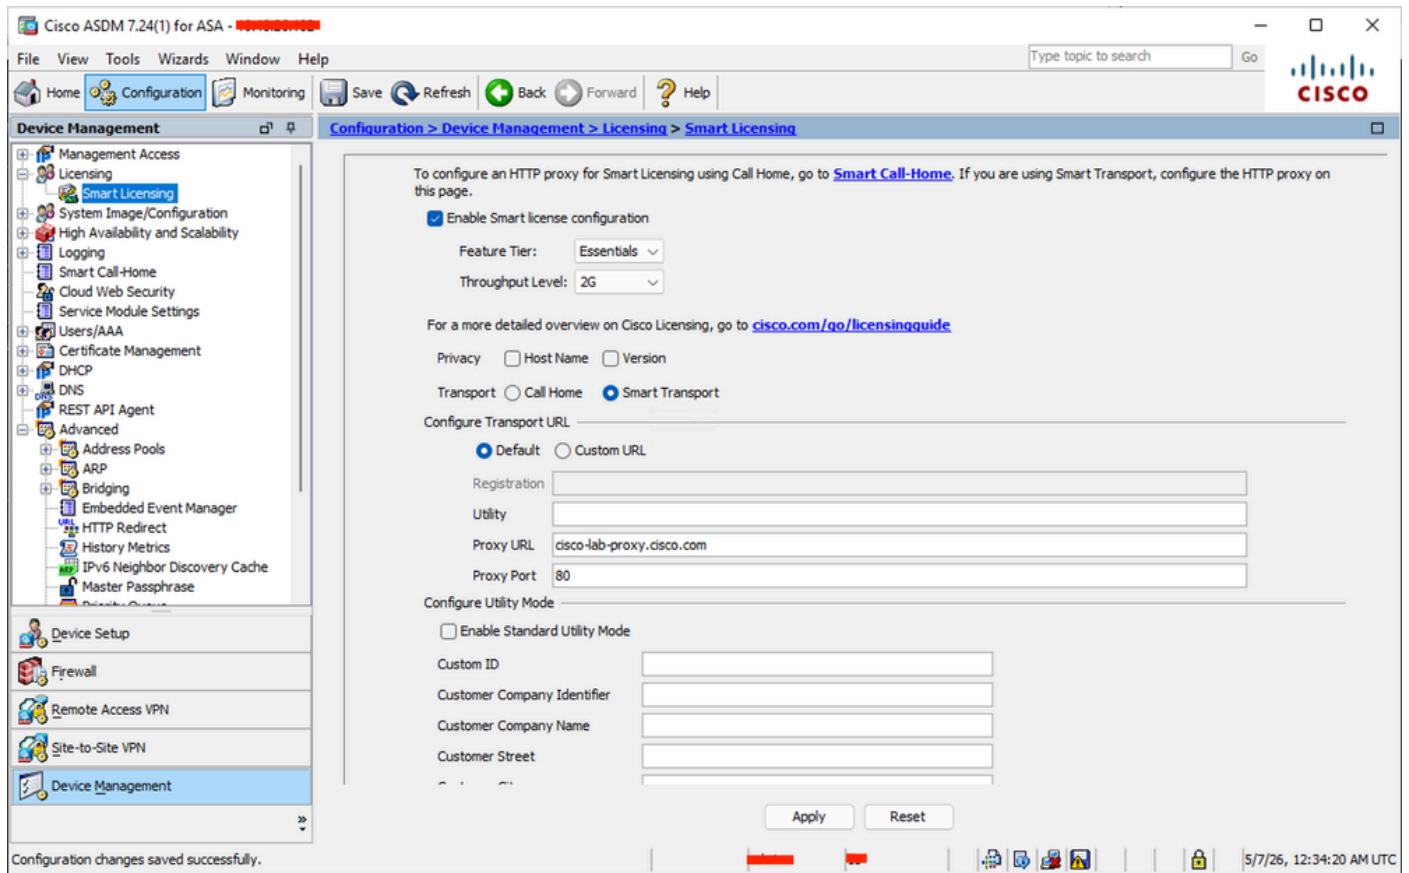 Cisco ASDM 7.24(1) for ASA -
File View Tools Wizards Window Help
Type topic to search Go
Home Configuration Monitoring Save Refresh Back Forward Help
CISCO
Device Management
Configuration > Device Management > Licensing > Smart Licensing
Management Access
Licensing
Smart Licensing
System Image/Configuration
High Availability and Scalability
Logging
Smart Call-Home
Cloud Web Security
Service Module Settings
Users/AAA
Certificate Management
DHCP
DNS
REST API Agent
Advanced
Address Pools
ARP
Bridging
Embedded Event Manager
HTTP Redirect
History Metrics
IPv6 Neighbor Discovery Cache
Master Passphrase
Device Setup
Firewall
Remote Access VPN
Site-to-Site VPN
Device Management
To configure an HTTP proxy for Smart Licensing using Call Home, go to Smart Call-Home. If you are using Smart Transport, configure the HTTP proxy on
this page.
Enable Smart license configuration
Feature Tier: Essentials
Throughput Level: 2G
For a more detailed overview on Cisco Licensing, go to cisco.com/go/licensingguide
Privacy Host Name Version
Transport Call Home Smart Transport
Configure Transport URL
Default Custom URL
Registration
Utility
Proxy URL cisco-lab-proxy.cisco.com
Proxy Port 80
Configure Utility Mode
Enable Standard Utility Mode
Custom ID
Customer Company Identifier
Customer Company Name
Customer Street
Apply Reset
Configuration changes saved successfully.
5/7/26, 12:34:20 AM UTC